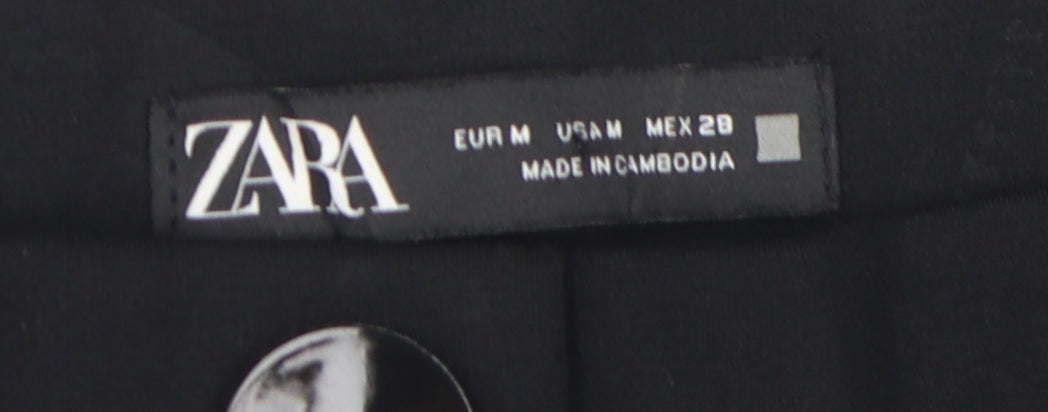 ZARA
EUR M USA M MEX 28
MADE IN CAMBODIA